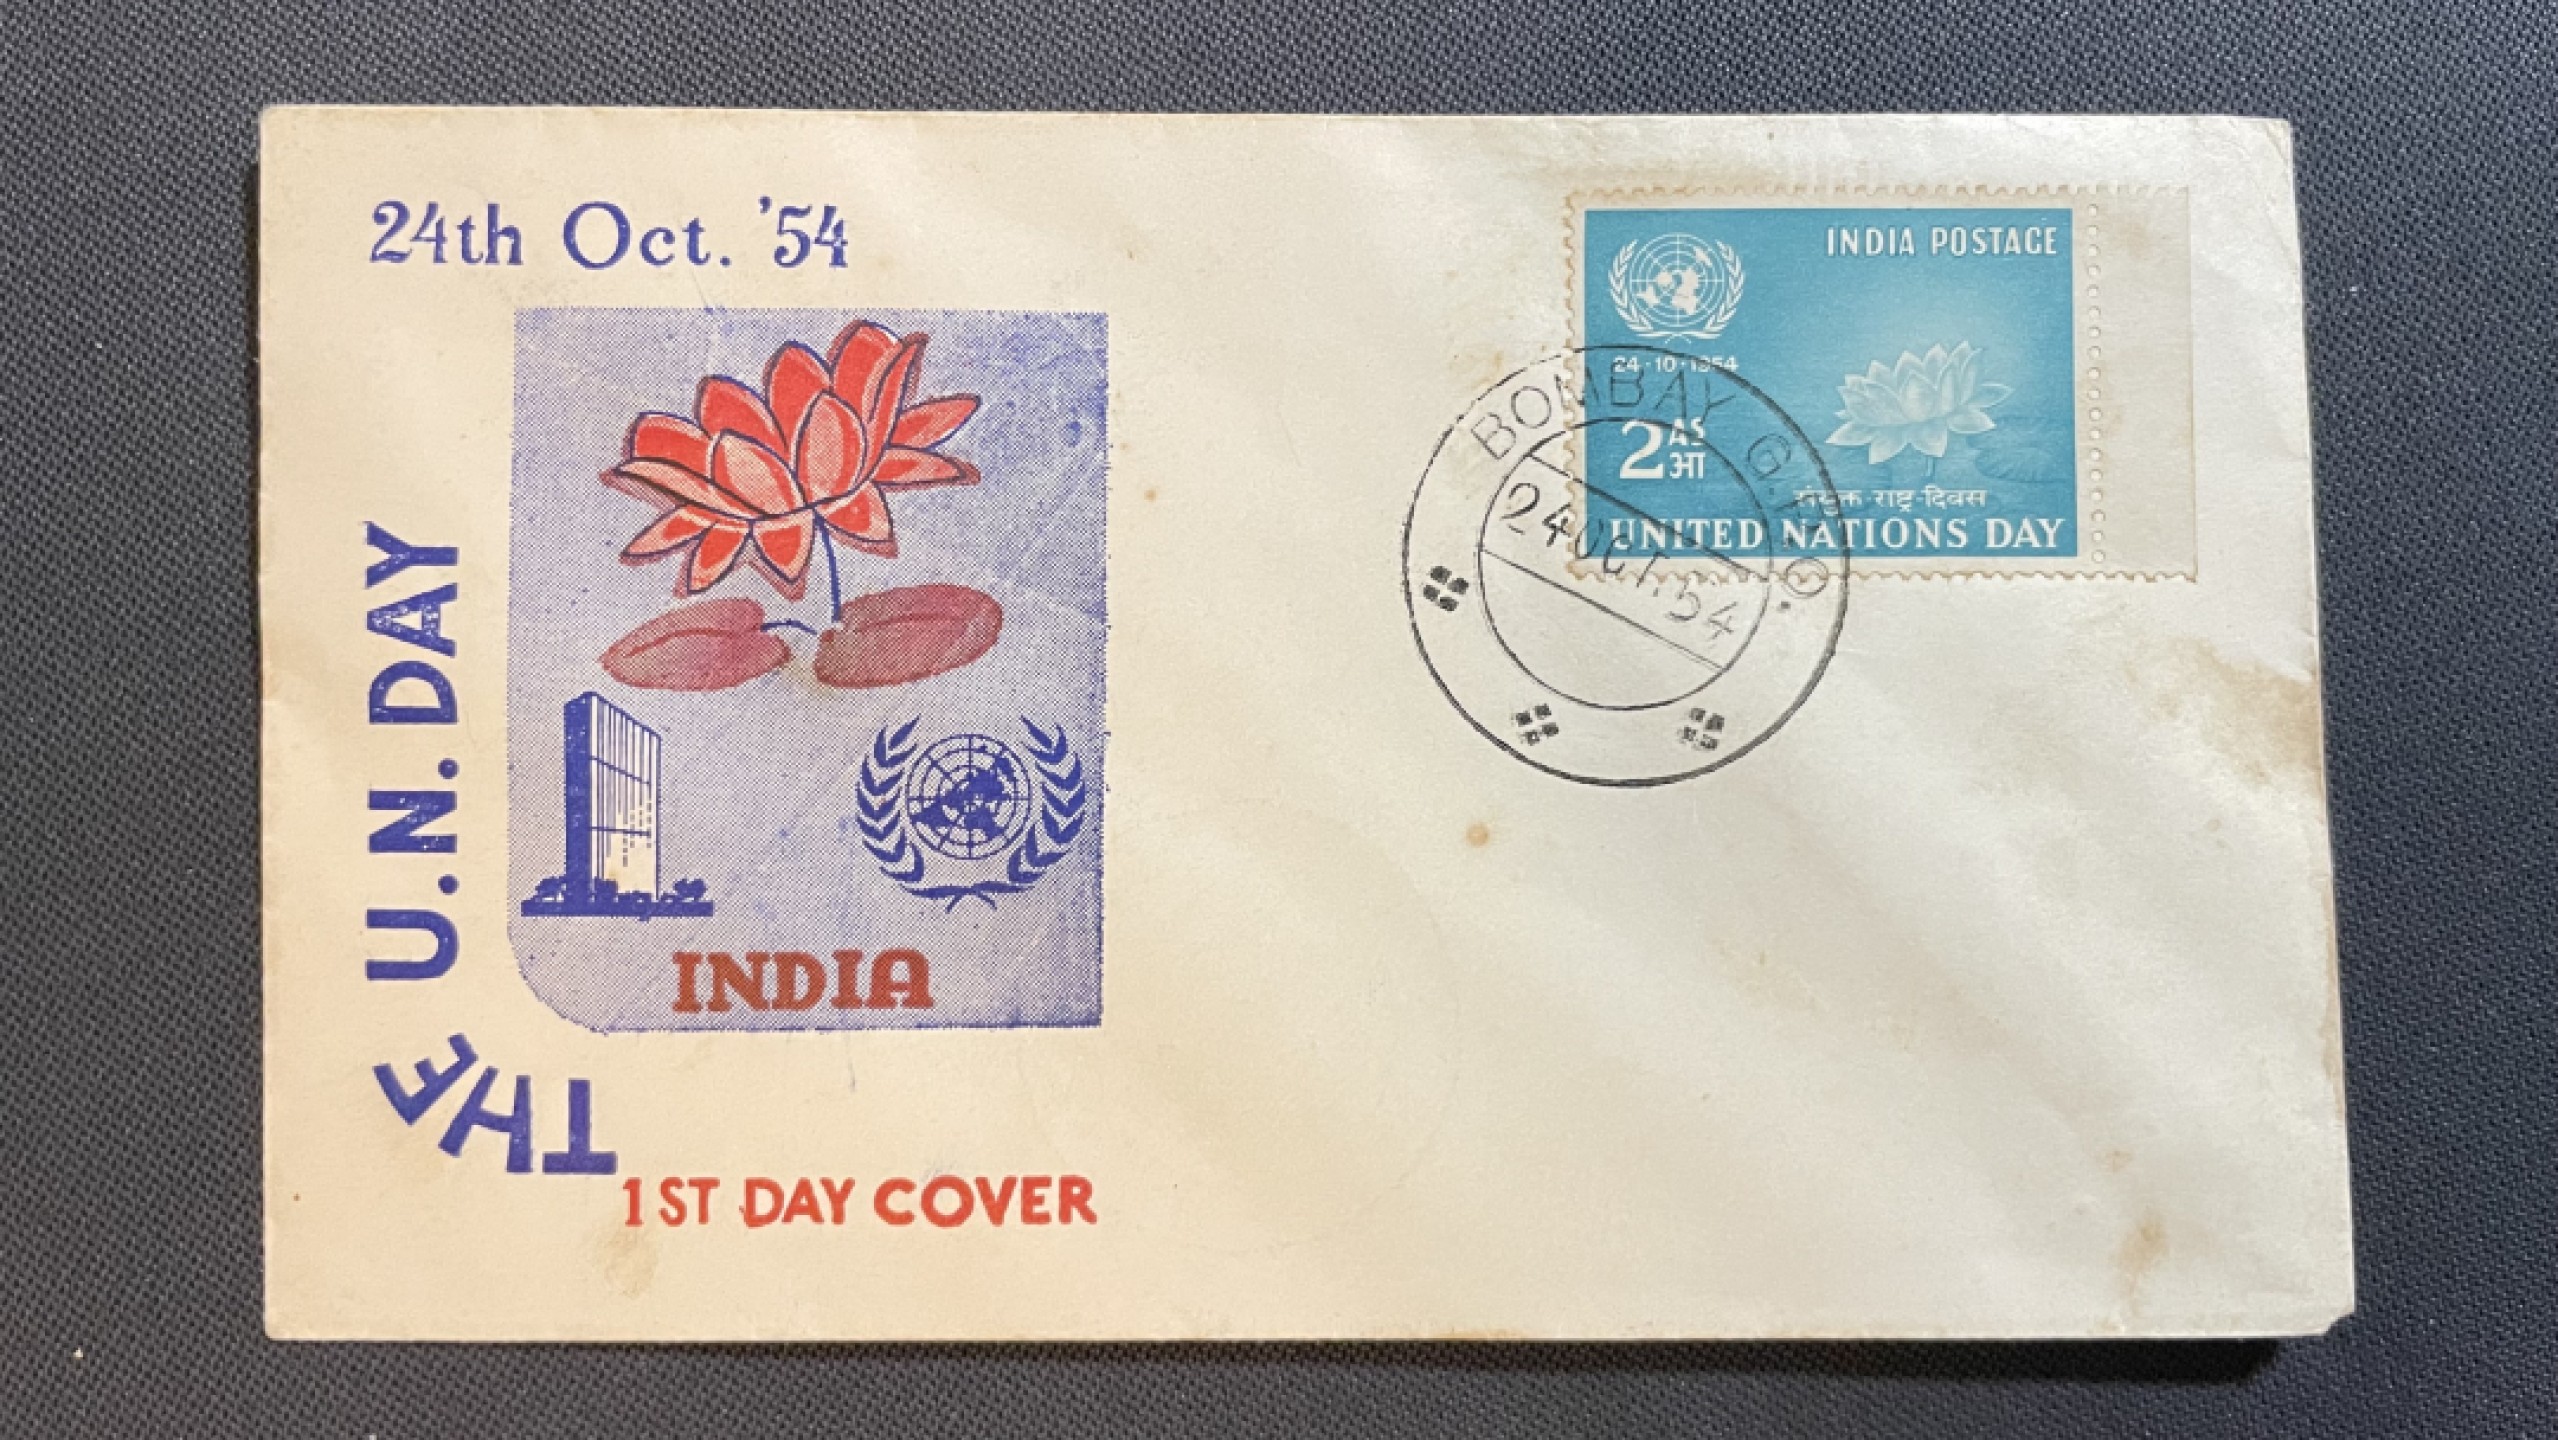 24th Oct. '54
THE U.N. DAY
INDIA
1ST DAY COVER
INDIA POSTAGE
24·10·1954
2 AS
आ
संयुक्त-राष्ट्र-दिवस
UNITED NATIONS DAY
BOMBAY G.P.O.
24 OCT. 54